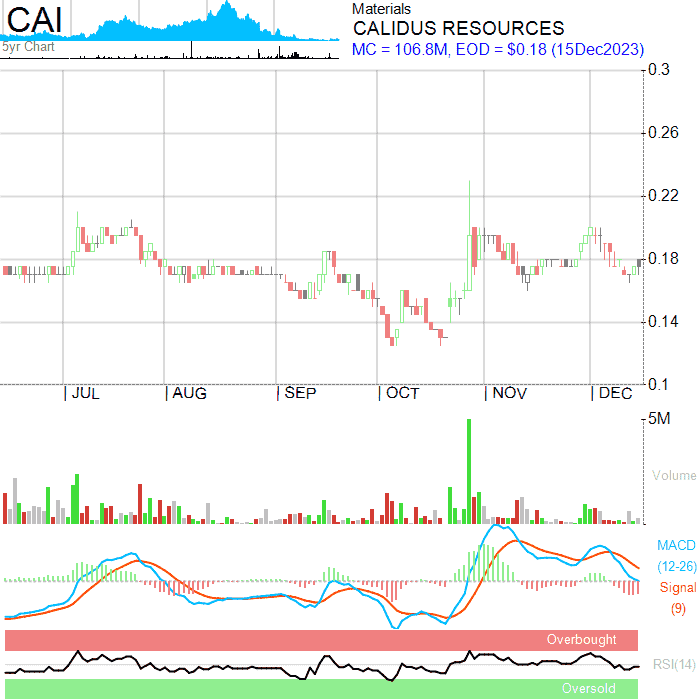 CAI
5yr Chart
Materials
CALIDUS RESOURCES
MC = 106.8M, EOD = $0.18 (15Dec2023)
0.3
0.26
0.22
0.18
0.14
0.1
| JUL | AUG | SEP | OCT | NOV | DEC
5M
Volume
MACD
(12-26)
Signal
(9)
Overbought
RSI(14)
Oversold